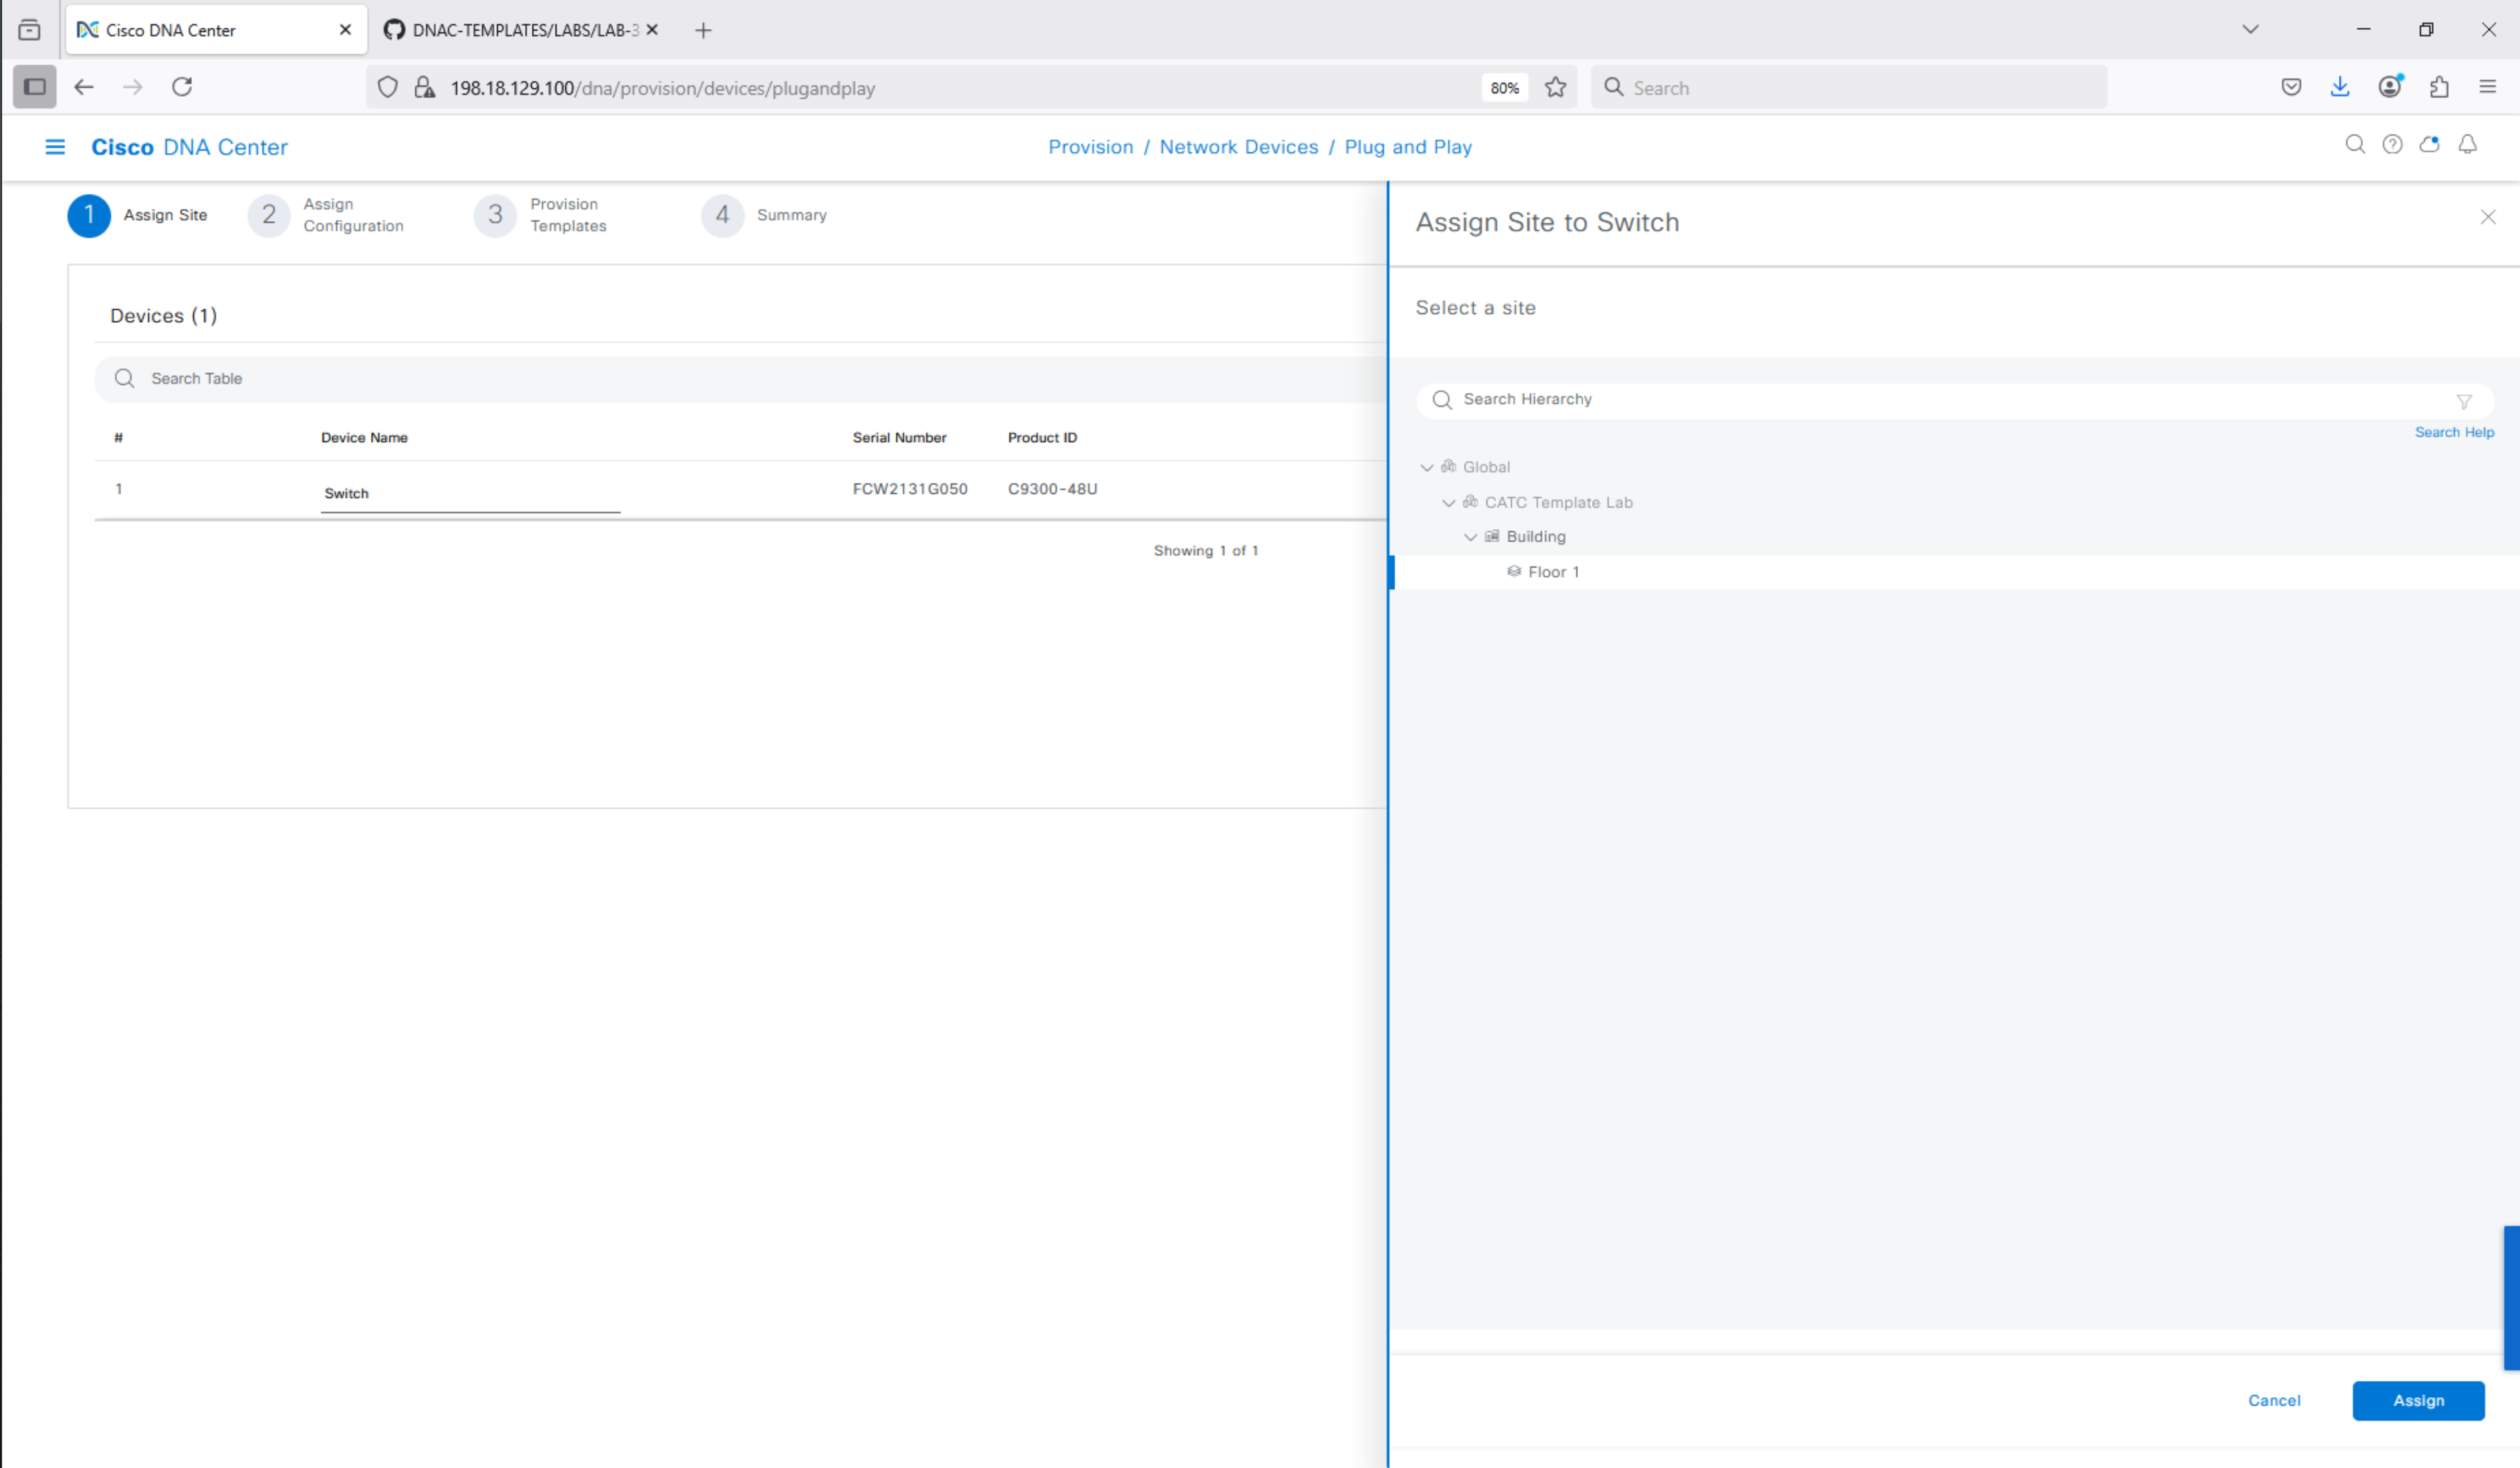 Cisco DNA Center
DNAC-TEMPLATES/LABS/LAB-3
198.18.129.100/dna/provision/devices/plugandplay
80%
Search
Cisco DNA Center
Provision / Network Devices / Plug and Play
1 Assign Site
2 Assign
Configuration
3 Provision
Templates
4 Summary
Devices (1)
Search Table
# Device Name Serial Number Product ID
1 Switch FCW2131G050 C9300-48U
Showing 1 of 1
Assign Site to Switch
Select a site
Search Hierarchy
Search Help
Global
CATC Template Lab
Building
Floor 1
Cancel
Assign